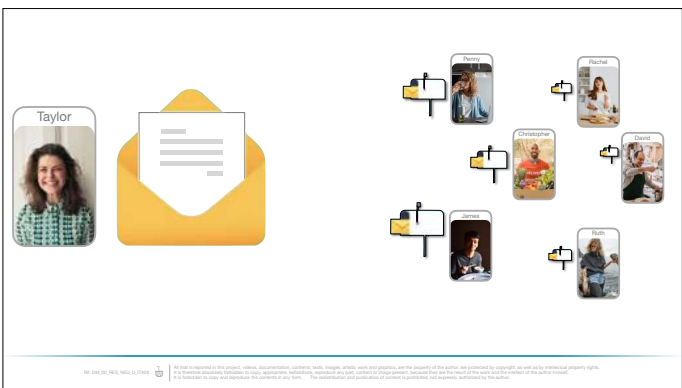 Taylor
Penny
Rachel
Christopher
David
James
Ruth
All that is reported in this project, videos, documentation, contents, texts, images, artistic work and graphics, are the property of the author, are protected by copyright, as well as by intellectual property rights.
It is therefore absolutely forbidden to copy, appropriate, redistribute, reproduce any part, content or image present, because they are the result of the work and the intellect of the author himself.
It is forbidden to copy and reproduce the contents in any form. The redistribution and publication of content is prohibited, not expressly authorized by the author.